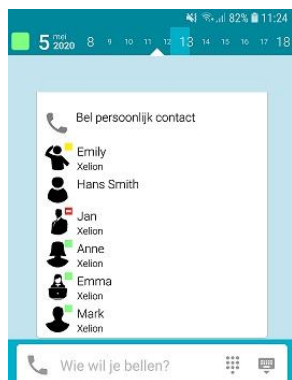 82% 11:24
5 mei 2020 8 9 10 11 12 13 14 15 16 17 18
Bel persoonlijk contact
Emily
Xelion
Hans Smith
Jan
Xelion
Anne
Xelion
Emma
Xelion
Mark
Xelion
Wie wil je bellen?